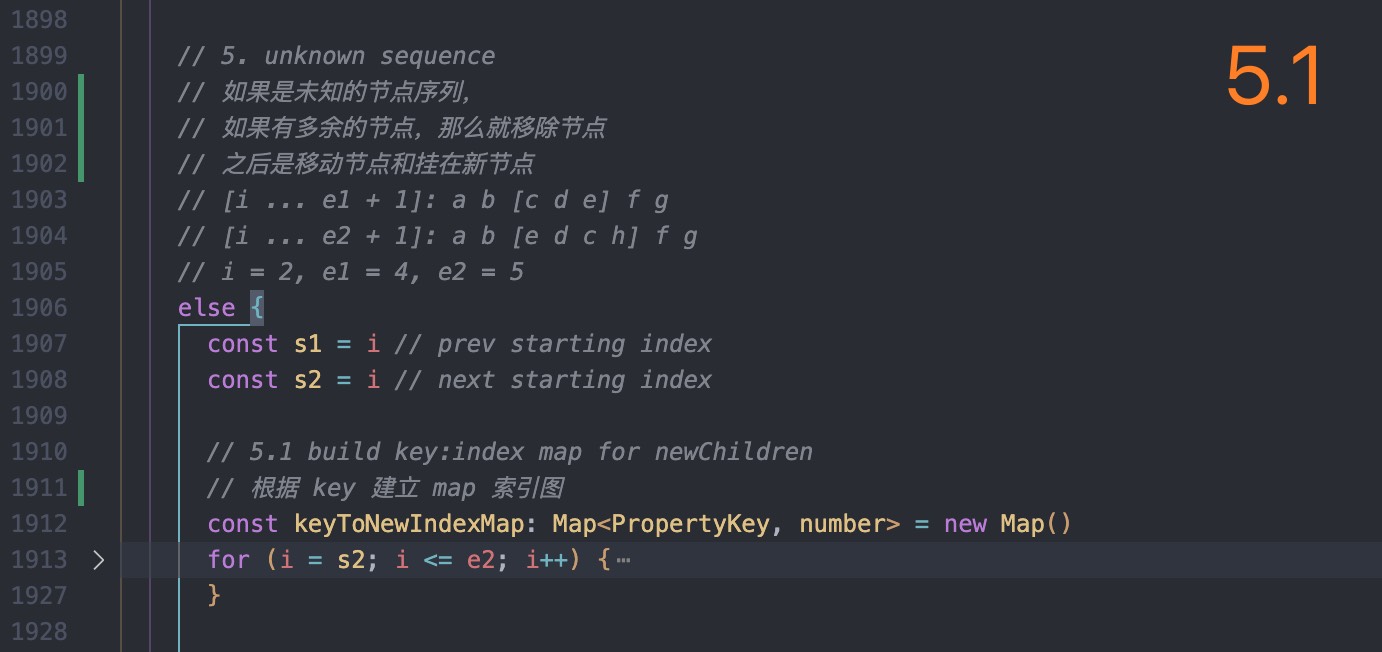 1898
1899 // 5. unknown sequence
5.1
1900 // 如果是未知的节点序列,
1901 // 如果有多余的节点, 那么就移除节点
1902 // 之后是移动节点和挂在新节点
1903 // [i ... e1 + 1]: a b [c d e] f g
1904 // [i ... e2 + 1]: a b [e d c h] f g
1905 // i = 2, e1 = 4, e2 = 5
1906 else {
1907 const s1 = i // prev starting index
1908 const s2 = i // next starting index
1909
1910 // 5.1 build key:index map for newChildren
1911 // 根据 key 建立 map 索引图
1912 const keyToNewIndexMap: Map<PropertyKey, number> = new Map()
1913 for (i = s2; i <= e2; i++) {…
1927 }
1928